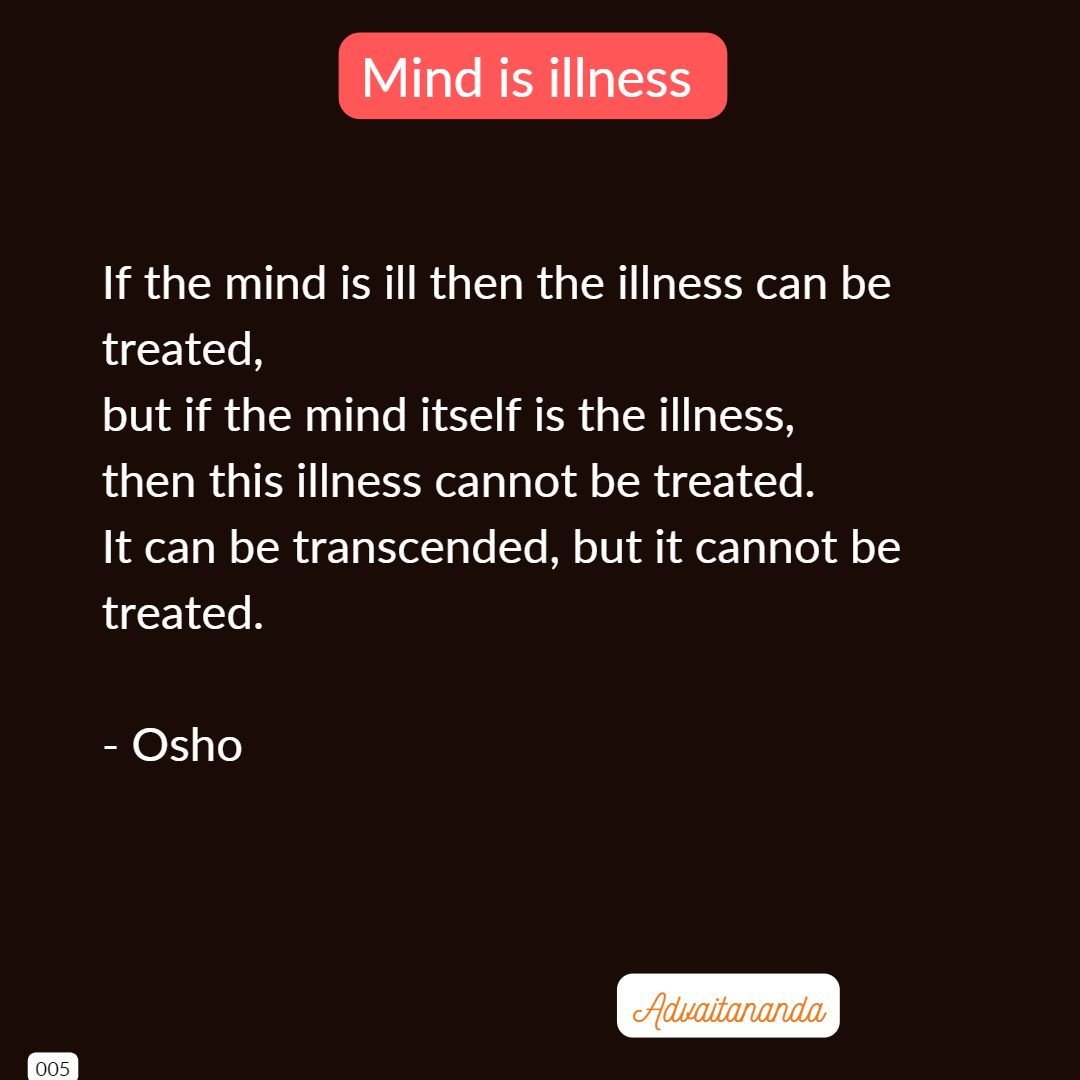 Mind is illness
If the mind is ill then the illness can be
treated,
but if the mind itself is the illness,
then this illness cannot be treated.
It can be transcended, but it cannot be
treated.
- Osho
Advaitananda
005